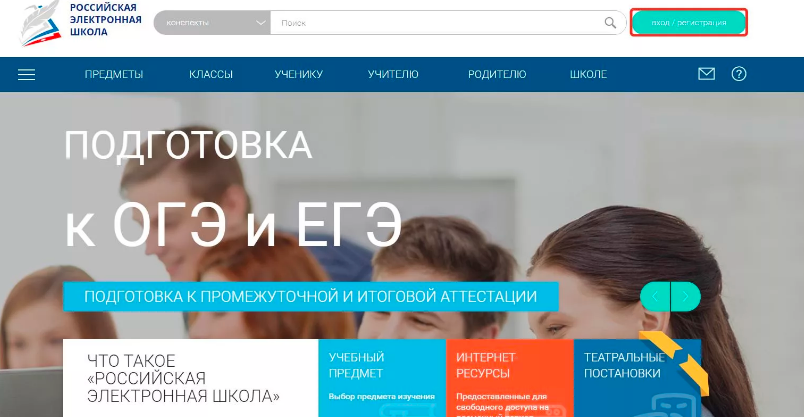 РОССИЙСКАЯ
ЭЛЕКТРОННАЯ
ШКОЛА
конспекты
Поиск
вход / регистрация
ПРЕДМЕТЫ
КЛАССЫ
УЧЕНИКУ
УЧИТЕЛЮ
РОДИТЕЛЮ
ШКОЛЕ
ПОДГОТОВКА
к ОГЭ и ЕГЭ
ПОДГОТОВКА К ПРОМЕЖУТОЧНОЙ И ИТОГОВОЙ АТТЕСТАЦИИ
ЧТО ТАКОЕ
«РОССИЙСКАЯ
ЭЛЕКТРОННАЯ ШКОЛА»
УЧЕБНЫЙ
ПРЕДМЕТ
Выбор предмета изучения
ИНТЕРНЕТ-
РЕСУРСЫ
Предоставленные для
свободного доступа на
ТЕАТРАЛЬНЫЕ
ПОСТАНОВКИ